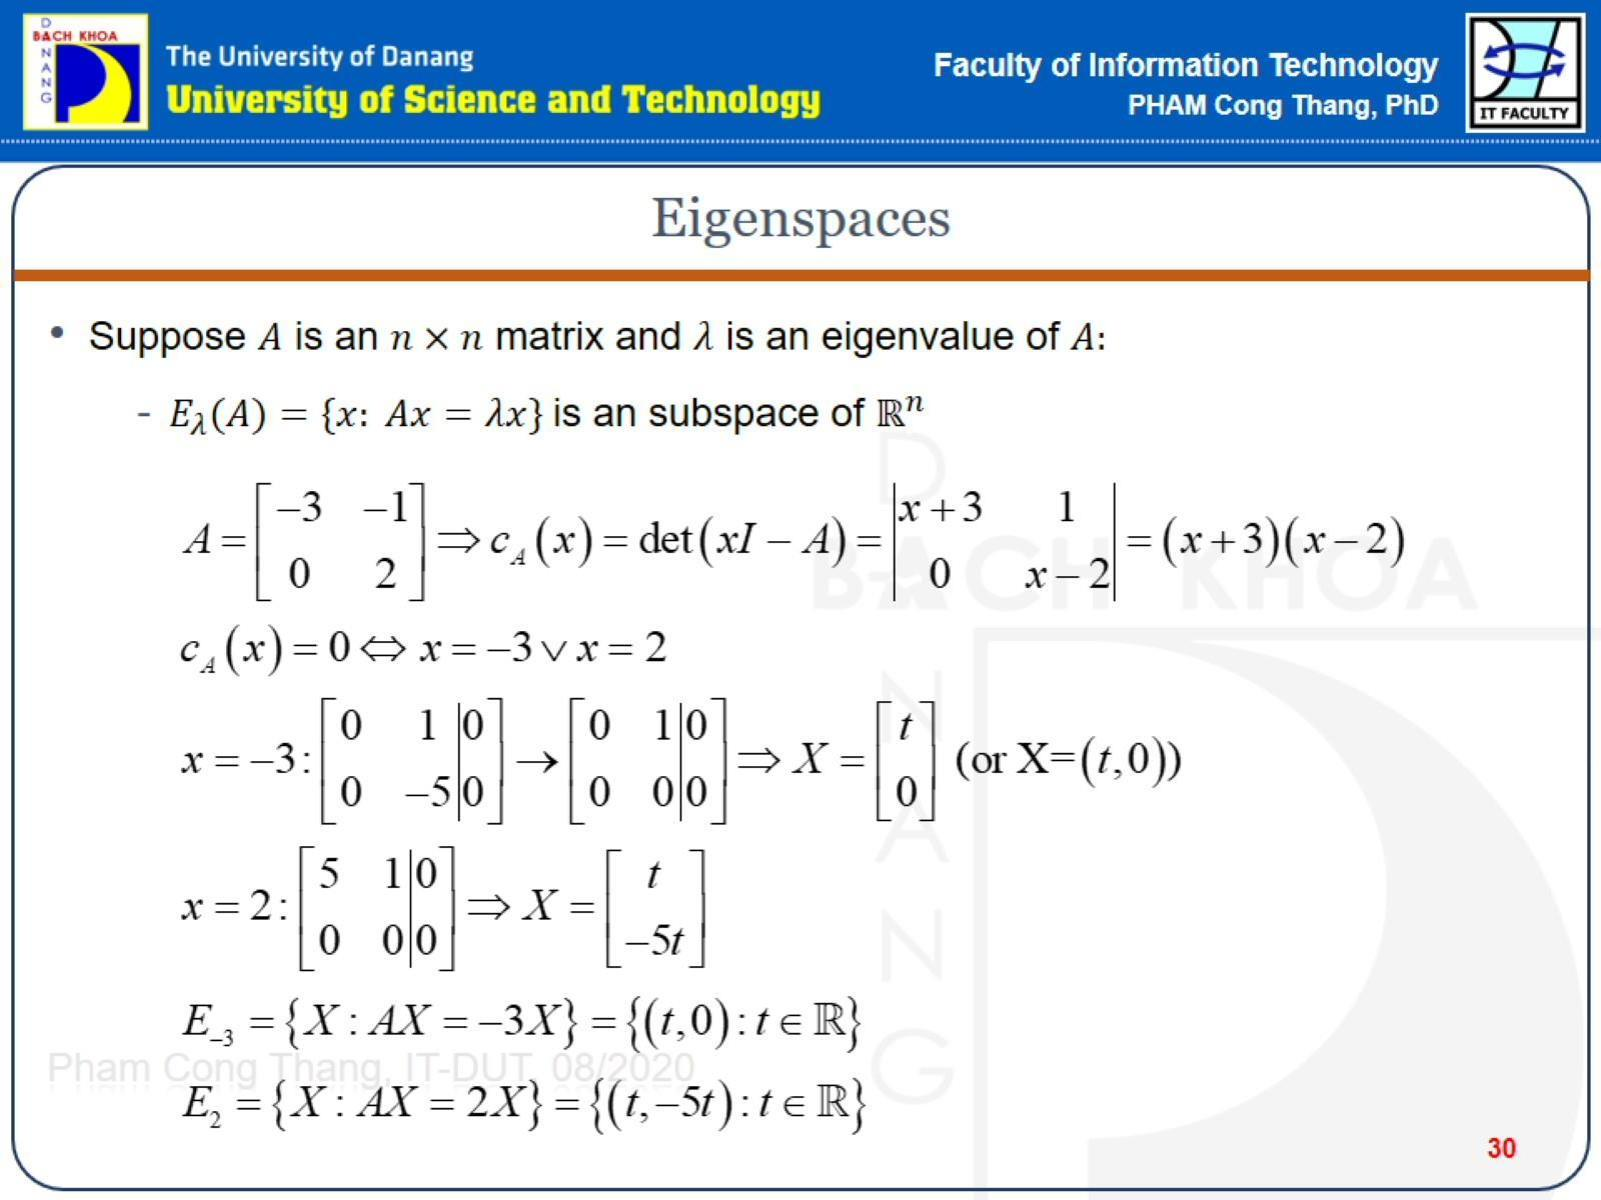 D
BACH KHOA
N
A
N
G
The University of Danang
University of Science and Technology
Faculty of Information Technology
PHAM Cong Thang, PhD
IT FACULTY
Eigenspaces
• Suppose A is an n × n matrix and λ is an eigenvalue of A:
- E_λ(A) = {x: Ax = λx} is an subspace of ℝⁿ
A = [−3 −1; 0 2] ⇒ c_A(x) = det(xI − A) = |x+3 1; 0 x−2| = (x+3)(x−2)
c_A(x) = 0 ⇔ x = −3 ∨ x = 2
x = −3: [0 1|0; 0 −5|0] → [0 1|0; 0 0|0] ⇒ X = [t; 0] (or X=(t,0))
x = 2: [5 1|0; 0 0|0] ⇒ X = [t; −5t]
E₋₃ = {X : AX = −3X} = {(t,0) : t ∈ ℝ}
Pham Cong Thang, IT-DUT, 08/2020
E₂ = {X : AX = 2X} = {(t,−5t) : t ∈ ℝ}
D
BACH KHOA
N
A
N
G
30